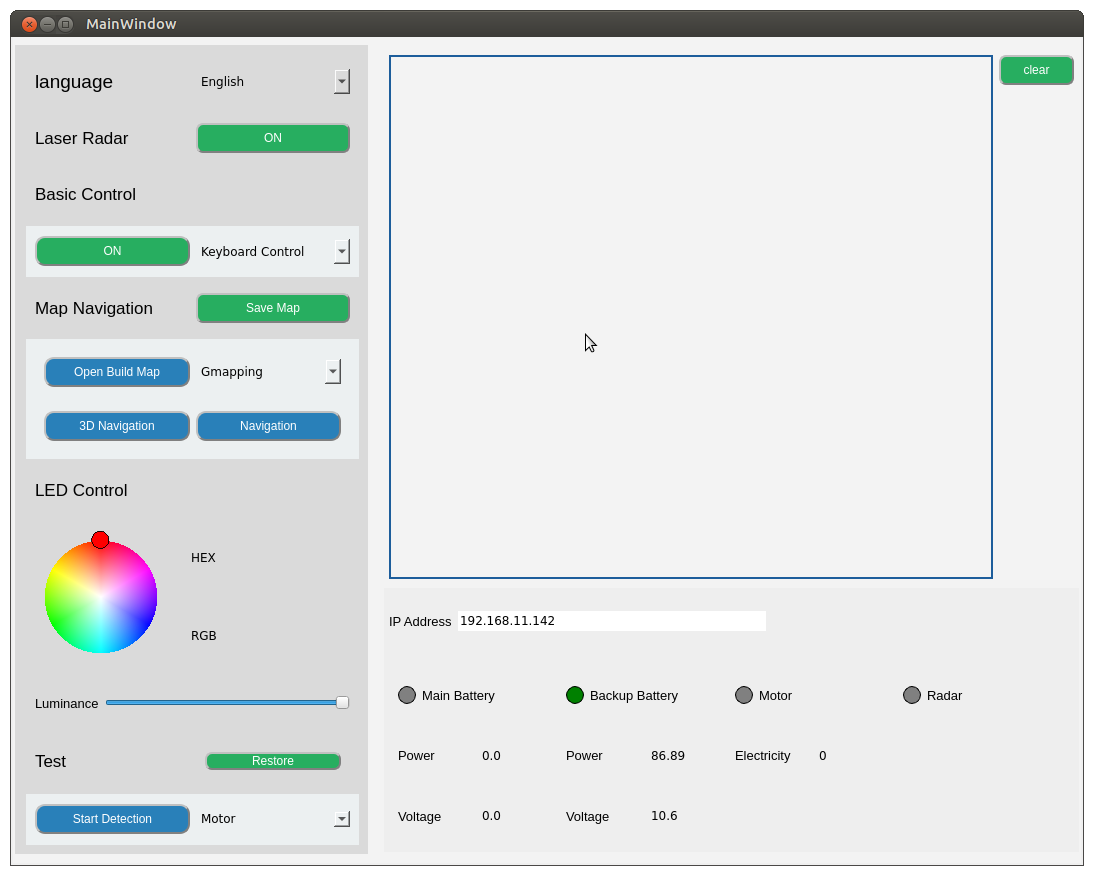 MainWindow
language English
clear
Laser Radar ON
Basic Control
ON Keyboard Control
Map Navigation Save Map
Open Build Map Gmapping
3D Navigation Navigation
LED Control
HEX
RGB
Luminance
Test Restore
Start Detection Motor
IP Address 192.168.11.142
Main Battery Backup Battery Motor Radar
Power 0.0 Power 86.89 Electricity 0
Voltage 0.0 Voltage 10.6